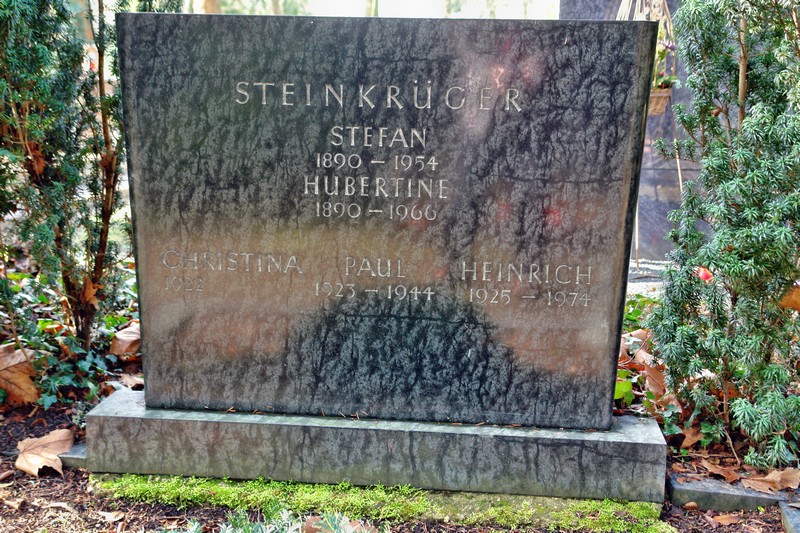 STEINKRÜGER
STEFAN
1890 – 1954
HUBERTINE
1890 – 1966
CHRISTINA PAUL HEINRICH
1922 1923 – 1944 1925 – 1974